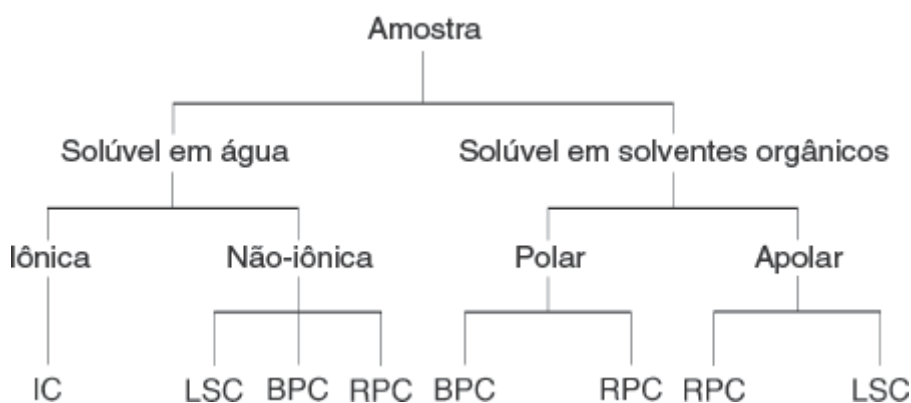 Amostra
Solúvel em água Solúvel em solventes orgânicos
Iônica Não-iônica Polar Apolar
IC LSC BPC RPC BPC RPC RPC LSC